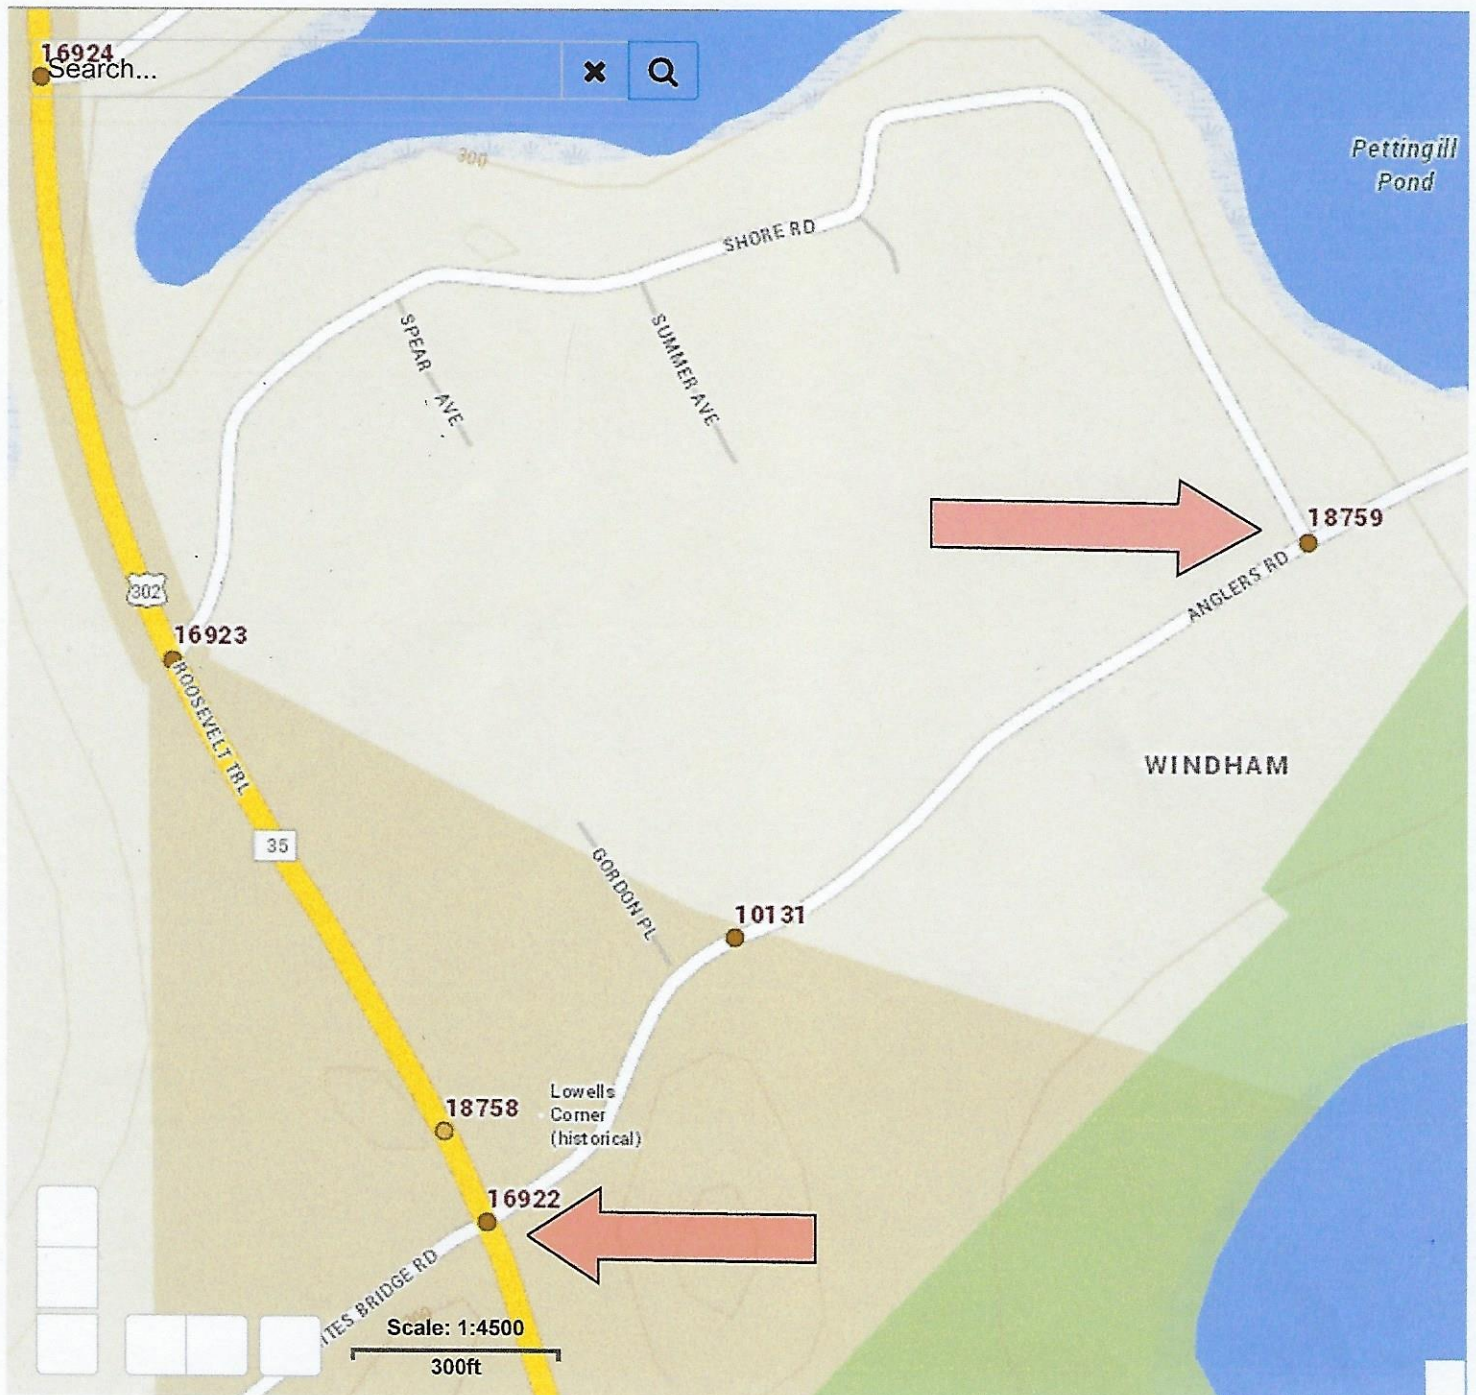 16924
Search...
300
Pettingill
Pond
SHORE RD
SPEAR AVE
SUMMER AVE
18759
ANGLERS RD
302
16923
ROOSEVELT TRL
WINDHAM
35
GORDON PL
10131
18758
Lowells
Corner
(historical)
16922
ITES BRIDGE RD
Scale: 1:4500
300ft